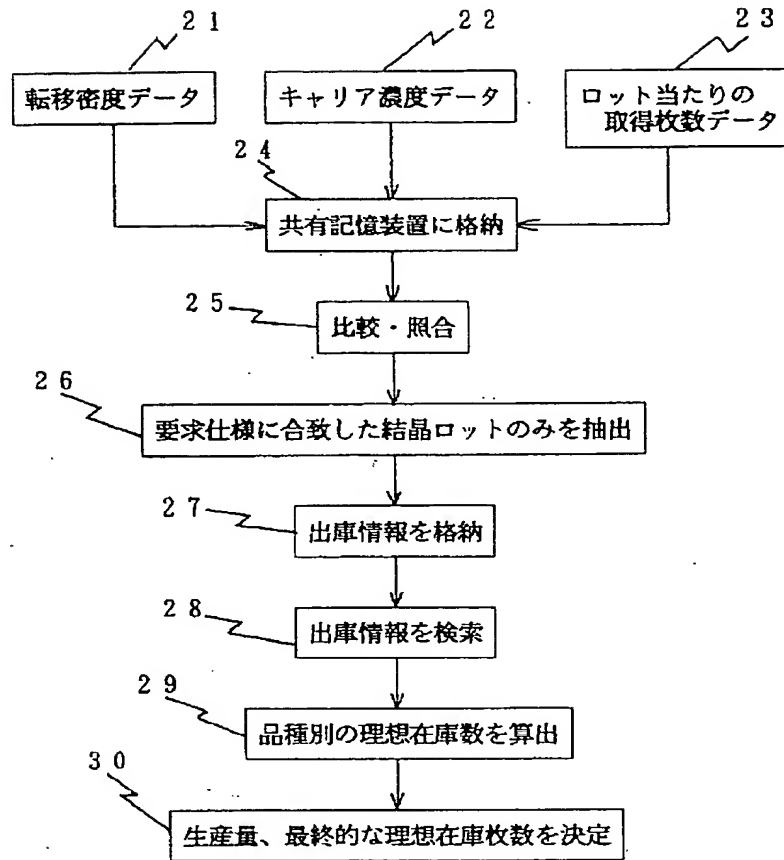 21
22
23
転移密度データ
キャリア濃度データ
ロット当たりの
取得枚数データ
24
共有記憶装置に格納
25
比較・照合
26
要求仕様に合致した結晶ロットのみを抽出
27
出庫情報を格納
28
出庫情報を検索
29
品種別の理想在庫数を算出
30
生産量、最終的な理想在庫枚数を決定